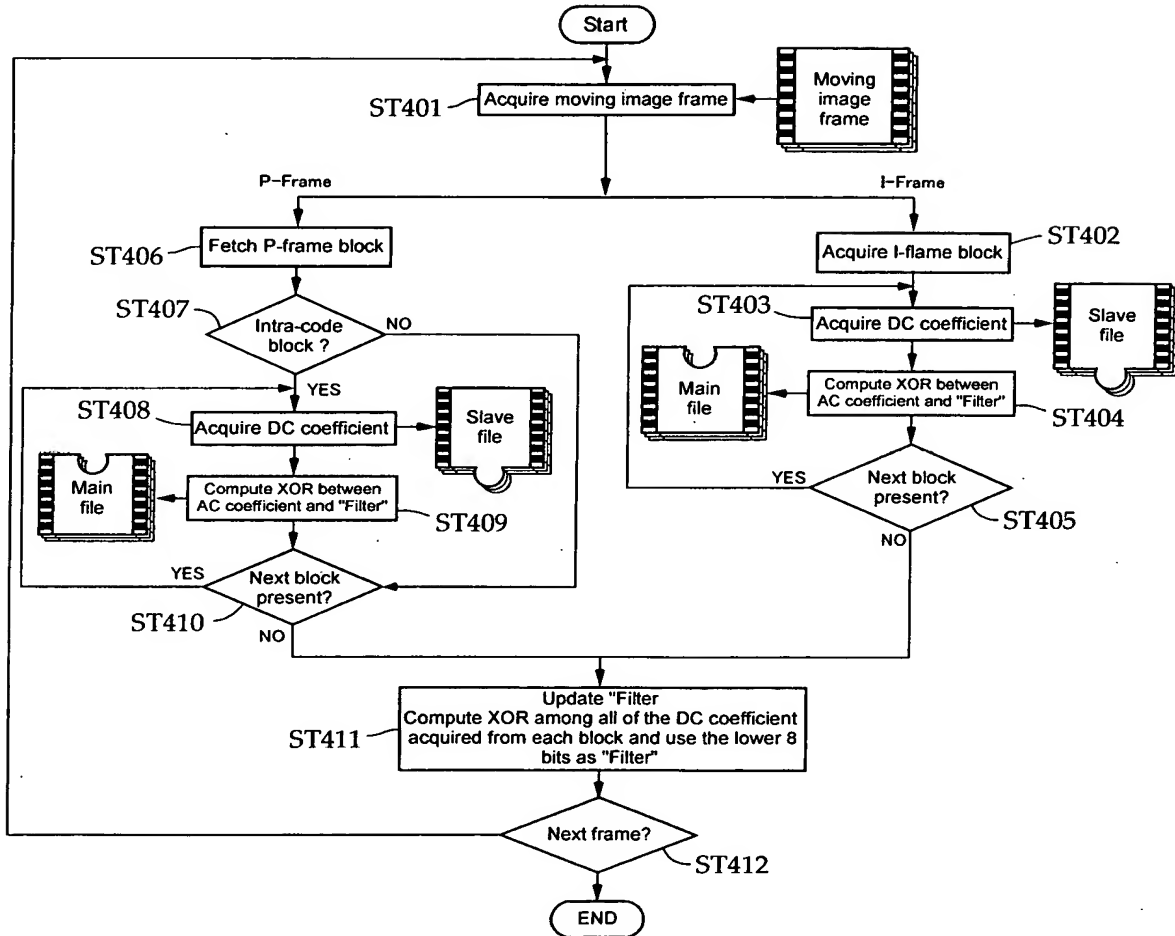 Start
ST401
Acquire moving image frame
Moving
image
frame
P-Frame
I-Frame
ST406
Fetch P-frame block
Acquire I-flame block
ST402
ST407
Intra-code
block ?
NO
YES
ST403
Acquire DC coefficient
Slave
file
Main
file
Compute XOR between
AC coefficient and "Filter"
ST404
ST408
Acquire DC coefficient
Slave
file
Main
file
Compute XOR between
AC coefficient and "Filter"
ST409
YES
Next block
present?
ST405
NO
YES
Next block
present?
ST410
NO
ST411
Update "Filter
Compute XOR among all of the DC coefficient
acquired from each block and use the lower 8
bits as "Filter"
Next frame?
ST412
END